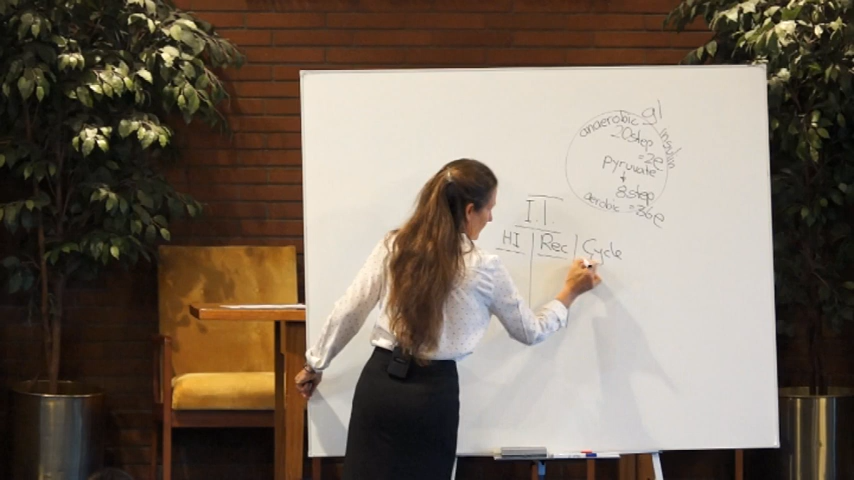 gl
anaerobic
20step
=2e
insulin
pyruvate
8step
aerobic =36e
I.T.
HI Rec Cycle